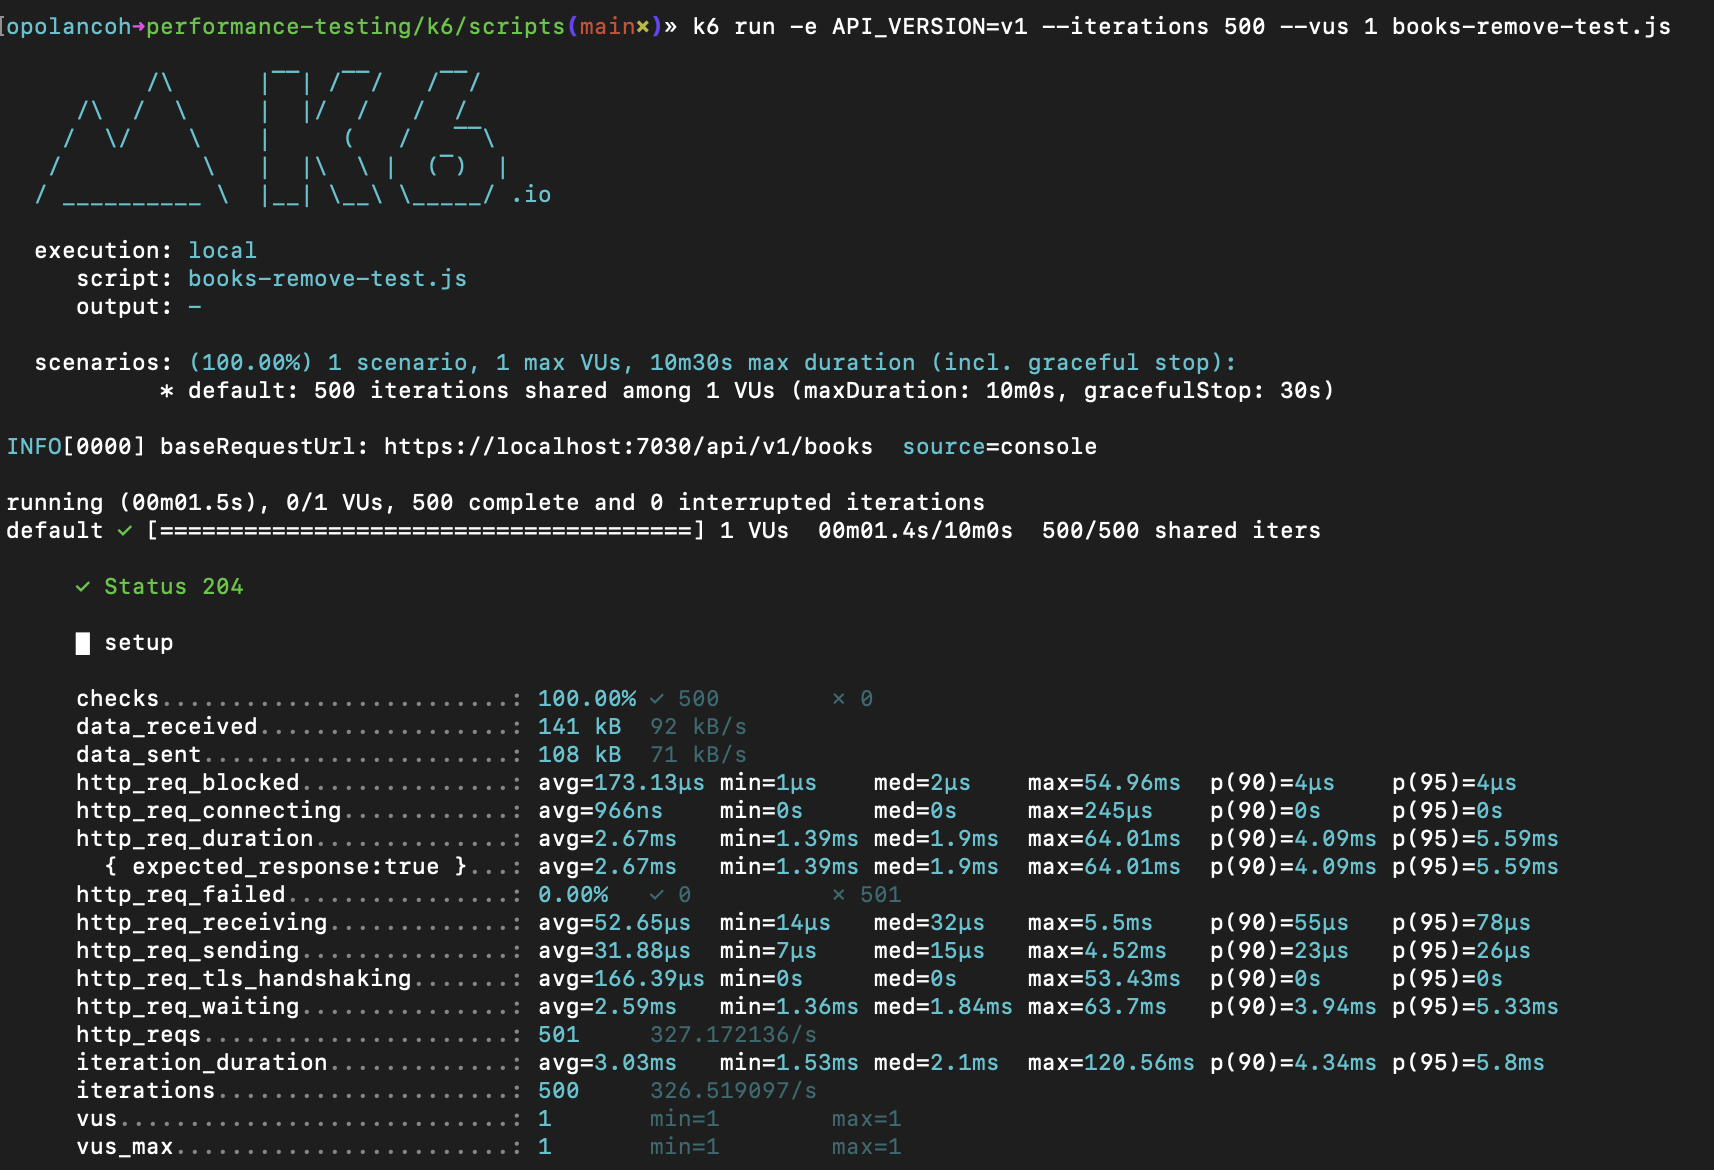 [opolancoh→performance-testing/k6/scripts(main×)» k6 run -e API_VERSION=v1 --iterations 500 --vus 1 books-remove-test.js
          /\      |‾‾| /‾‾/   /‾‾/
     /\  /  \     |  |/  /   /  /
    /  \/    \    |     (   /   ‾‾\
   /          \   |  |\  \ |  (‾)  |
  / __________ \  |__| \__\ \_____/ .io
execution: local
script: books-remove-test.js
output: -
scenarios: (100.00%) 1 scenario, 1 max VUs, 10m30s max duration (incl. graceful stop):
* default: 500 iterations shared among 1 VUs (maxDuration: 10m0s, gracefulStop: 30s)
INFO[0000] baseRequestUrl: https://localhost:7030/api/v1/books  source=console
running (00m01.5s), 0/1 VUs, 500 complete and 0 interrupted iterations
default ✓ [======================================] 1 VUs  00m01.4s/10m0s  500/500 shared iters
✓ Status 204
█ setup
checks.........................: 100.00% ✓ 500        ✗ 0
data_received..................: 141 kB  92 kB/s
data_sent......................: 108 kB  71 kB/s
http_req_blocked...............: avg=173.13µs min=1µs    med=2µs    max=54.96ms  p(90)=4µs    p(95)=4µs
http_req_connecting............: avg=966ns    min=0s     med=0s     max=245µs    p(90)=0s     p(95)=0s
http_req_duration..............: avg=2.67ms   min=1.39ms med=1.9ms  max=64.01ms  p(90)=4.09ms p(95)=5.59ms
{ expected_response:true }...: avg=2.67ms   min=1.39ms med=1.9ms  max=64.01ms  p(90)=4.09ms p(95)=5.59ms
http_req_failed................: 0.00%   ✓ 0          ✗ 501
http_req_receiving.............: avg=52.65µs  min=14µs   med=32µs   max=5.5ms    p(90)=55µs   p(95)=78µs
http_req_sending...............: avg=31.88µs  min=7µs    med=15µs   max=4.52ms   p(90)=23µs   p(95)=26µs
http_req_tls_handshaking.......: avg=166.39µs min=0s     med=0s     max=53.43ms  p(90)=0s     p(95)=0s
http_req_waiting...............: avg=2.59ms   min=1.36ms med=1.84ms max=63.7ms   p(90)=3.94ms p(95)=5.33ms
http_reqs......................: 501     327.172136/s
iteration_duration.............: avg=3.03ms   min=1.53ms med=2.1ms  max=120.56ms p(90)=4.34ms p(95)=5.8ms
iterations.....................: 500     326.519097/s
vus............................: 1       min=1        max=1
vus_max........................: 1       min=1        max=1